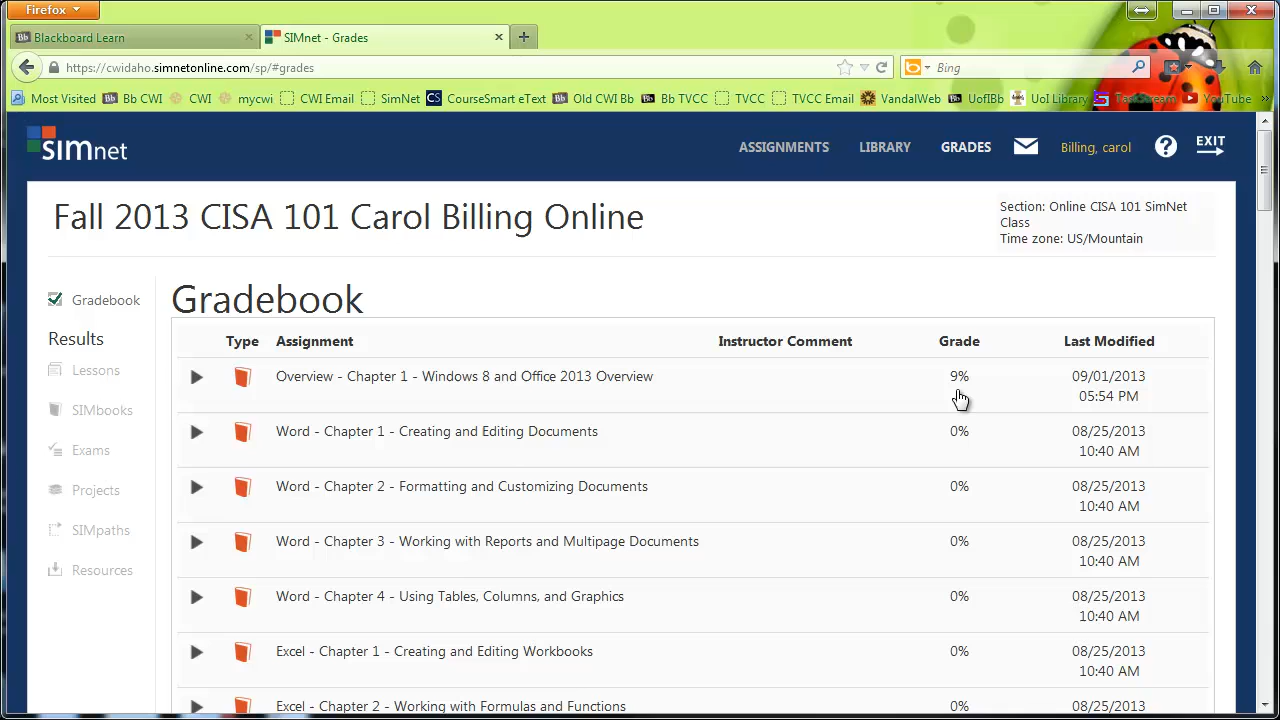 Firefox
Blackboard Learn
SIMnet - Grades
https://cwidaho.simnetonline.com/sp/#grades
Bing
Most Visited Bb CWI CWI mycwi CWI Email SimNet CS CourseSmart eText Old CWI Bb Bb TVCC TVCC TVCC Email VandalWeb UofIBb UoI Library TaskStream YouTube »
SIMnet ASSIGNMENTS LIBRARY GRADES Billing, carol ? EXIT
Fall 2013 CISA 101 Carol Billing Online
Section: Online CISA 101 SimNet
Class
Time zone: US/Mountain
Gradebook
Results
Lessons
SIMbooks
Exams
Projects
SIMpaths
Resources
Gradebook
Type Assignment Instructor Comment Grade Last Modified
Overview - Chapter 1 - Windows 8 and Office 2013 Overview 9% 09/01/2013
05:54 PM
Word - Chapter 1 - Creating and Editing Documents 0% 08/25/2013
10:40 AM
Word - Chapter 2 - Formatting and Customizing Documents 0% 08/25/2013
10:40 AM
Word - Chapter 3 - Working with Reports and Multipage Documents 0% 08/25/2013
10:40 AM
Word - Chapter 4 - Using Tables, Columns, and Graphics 0% 08/25/2013
10:40 AM
Excel - Chapter 1 - Creating and Editing Workbooks 0% 08/25/2013
10:40 AM
Excel - Chapter 2 - Working with Formulas and Functions 0% 08/25/2013